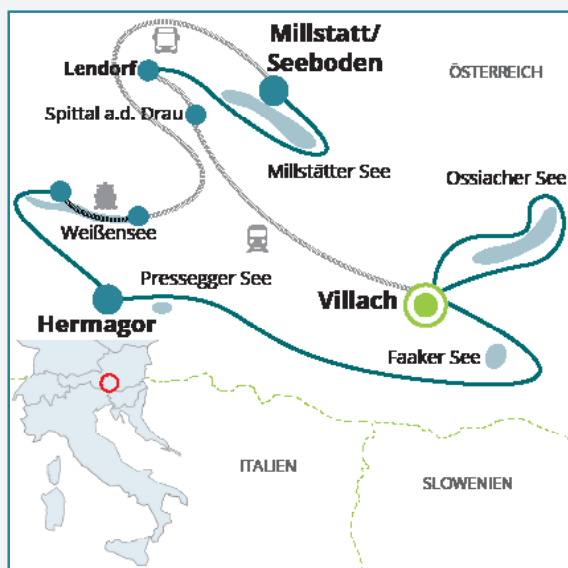 Millstatt/
Seeboden
Lendorf
ÖSTERREICH
Spittal a.d. Drau
Millstätter See
Ossiacher See
Weißensee
Pressegger See
Villach
Hermagor
Faaker See
ITALIEN
SLOWENIEN